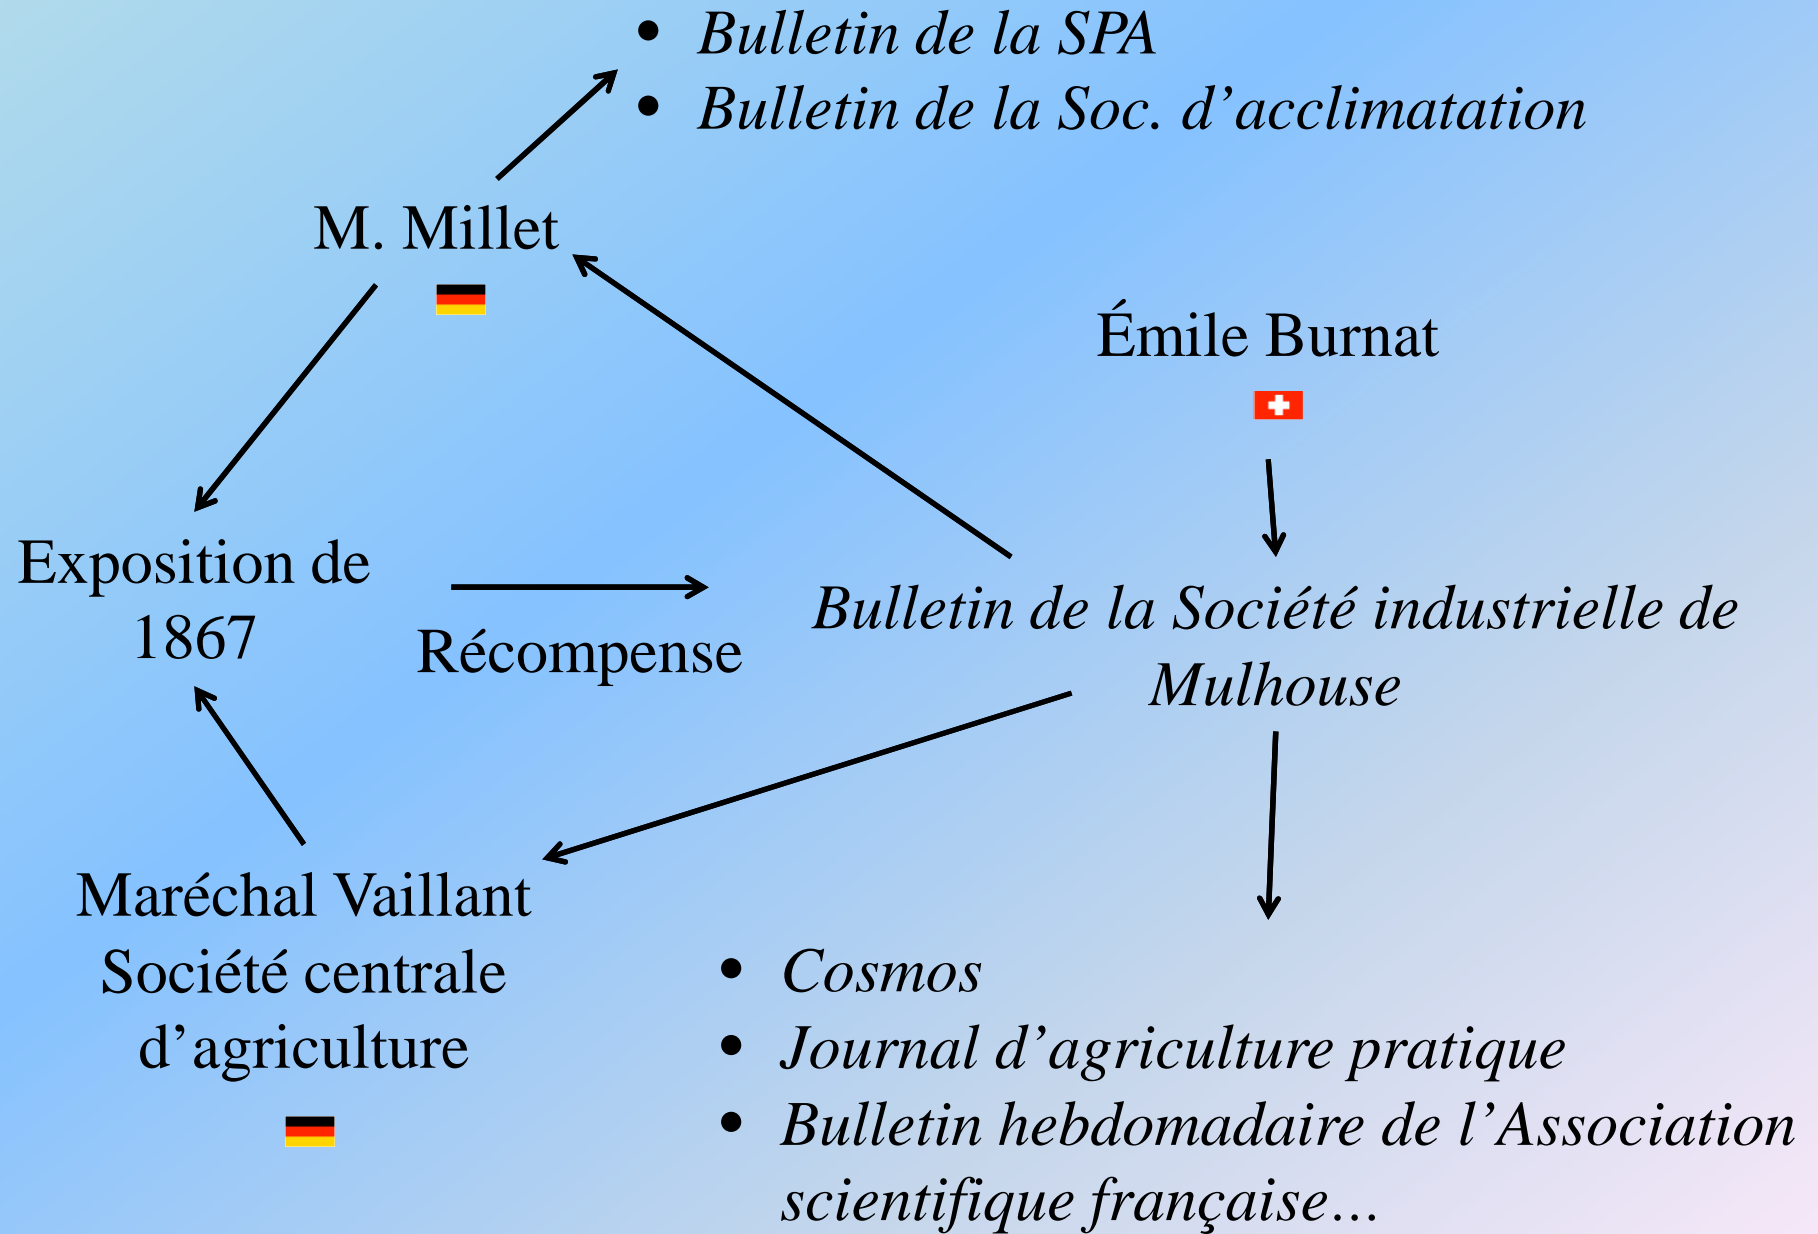 • Bulletin de la SPA
• Bulletin de la Soc. d’acclimatation
M. Millet
Émile Burnat
Exposition de
1867
Récompense
Bulletin de la Société industrielle de
Mulhouse
Maréchal Vaillant
Société centrale
d’agriculture
• Cosmos
• Journal d’agriculture pratique
• Bulletin hebdomadaire de l’Association
scientifique française…